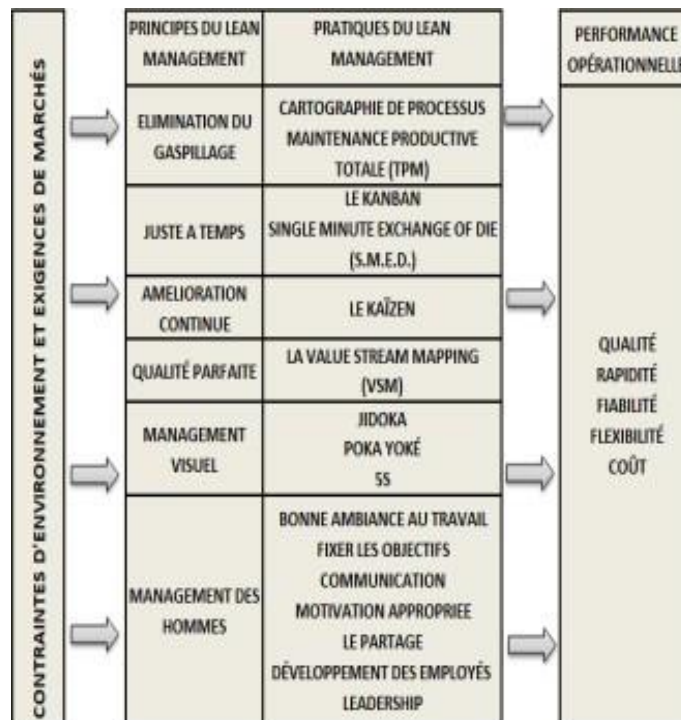 CONTRAINTES D'ENVIRONNEMENT ET EXIGENCES DE MARCHÉS
PRINCIPES DU LEAN
MANAGEMENT
PRATIQUES DU LEAN
MANAGEMENT
PERFORMANCE
OPÉRATIONNELLE
ELIMINATION DU
GASPILLAGE
CARTOGRAPHIE DE PROCESSUS
MAINTENANCE PRODUCTIVE
TOTALE (TPM)
JUSTE A TEMPS
LE KANBAN
SINGLE MINUTE EXCHANGE OF DIE
(S.M.E.D.)
AMELIORATION
CONTINUE
LE KAÏZEN
QUALITÉ PARFAITE
LA VALUE STREAM MAPPING
(VSM)
MANAGEMENT
VISUEL
JIDOKA
POKA YOKÉ
5S
MANAGEMENT DES
HOMMES
BONNE AMBIANCE AU TRAVAIL
FIXER LES OBJECTIFS
COMMUNICATION
MOTIVATION APPROPRIEE
LE PARTAGE
DÉVELOPPEMENT DES EMPLOYÉS
LEADERSHIP
QUALITÉ
RAPIDITÉ
FIABILITÉ
FLEXIBILITÉ
COÛT